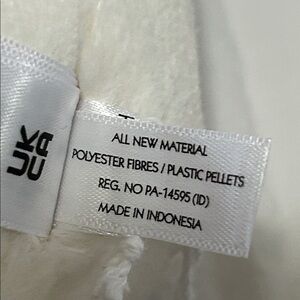 UK
CA
ALL NEW MATERIAL
POLYESTER FIBRES / PLASTIC PELLETS
REG. NO PA-14595 (ID)
MADE IN INDONESIA